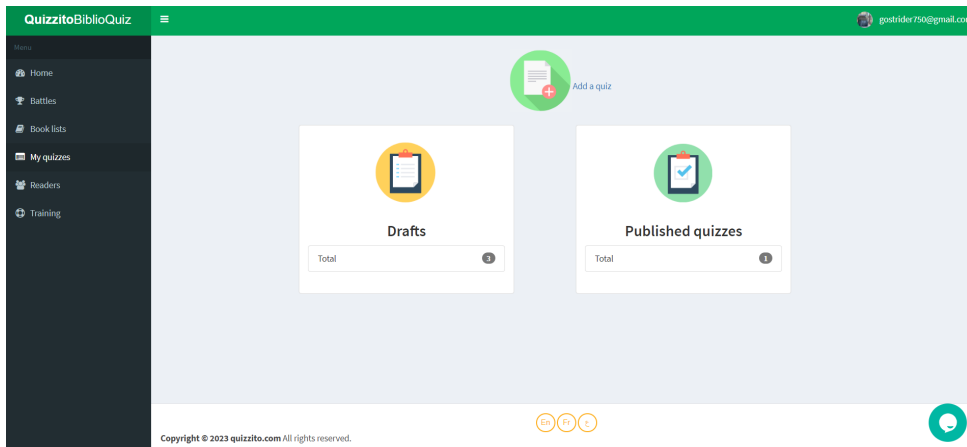 QuizzitoBiblioQuiz
gostrider750@gmail.com
Menu
Home
Battles
Book lists
My quizzes
Readers
Training
Add a quiz
Drafts
Total 3
Published quizzes
Total 1
En Fr ع
Copyright © 2023 quizzito.com All rights reserved.